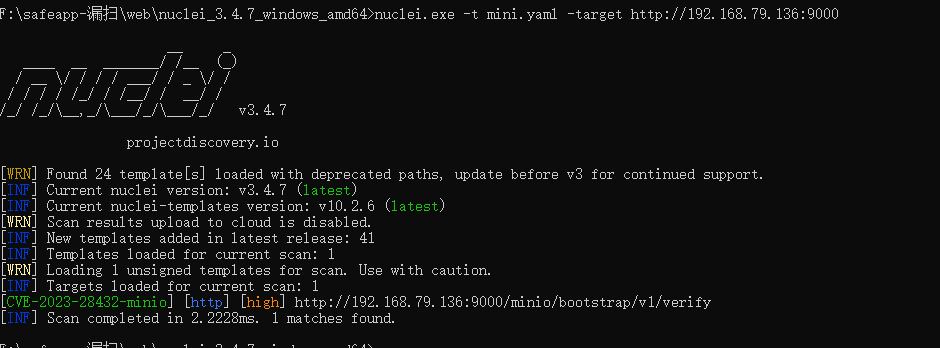 F:\safeapp-漏扫\web\nuclei_3.4.7_windows_amd64>nuclei.exe -t mini.yaml -target http://192.168.79.136:9000
nuclei v3.4.7
projectdiscovery.io
[WRN] Found 24 template[s] loaded with deprecated paths, update before v3 for continued support.
[INF] Current nuclei version: v3.4.7 (latest)
[INF] Current nuclei-templates version: v10.2.6 (latest)
[WRN] Scan results upload to cloud is disabled.
[INF] New templates added in latest release: 41
[INF] Templates loaded for current scan: 1
[WRN] Loading 1 unsigned templates for scan. Use with caution.
[INF] Targets loaded for current scan: 1
[CVE-2023-28432-minio] [http] [high] http://192.168.79.136:9000/minio/bootstrap/v1/verify
[INF] Scan completed in 2.2228ms. 1 matches found.